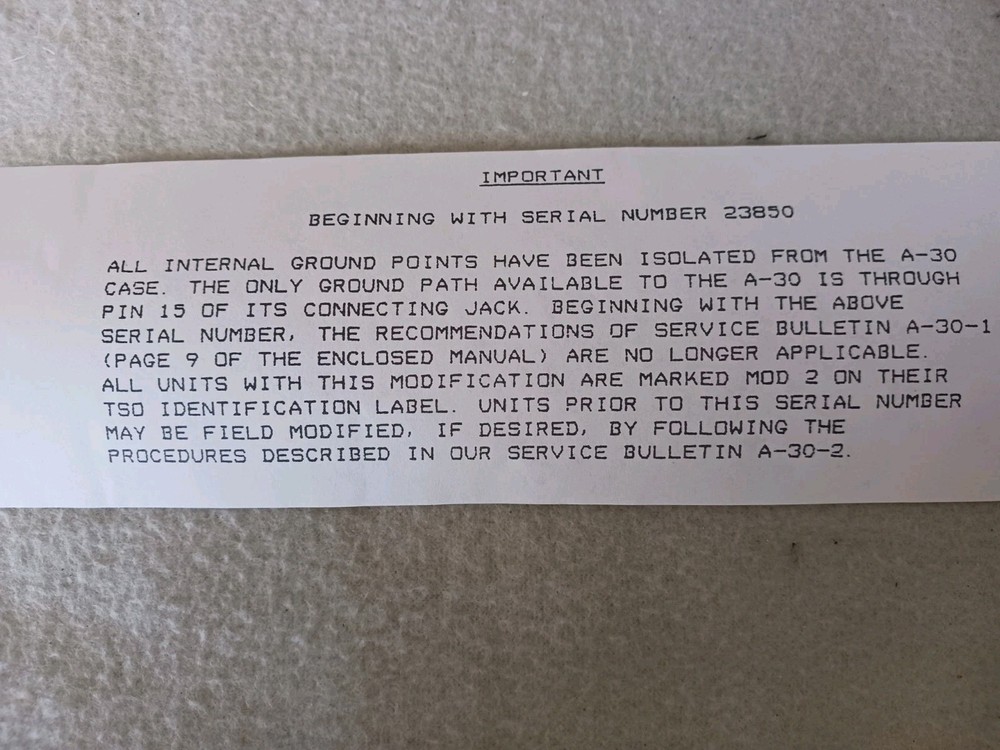 IMPORTANT
BEGINNING WITH SERIAL NUMBER 23850
ALL INTERNAL GROUND POINTS HAVE BEEN ISOLATED FROM THE A-30
CASE. THE ONLY GROUND PATH AVAILABLE TO THE A-30 IS THROUGH
PIN 15 OF ITS CONNECTING JACK. BEGINNING WITH THE ABOVE
SERIAL NUMBER, THE RECOMMENDATIONS OF SERVICE BULLETIN A-30-1
(PAGE 9 OF THE ENCLOSED MANUAL) ARE NO LONGER APPLICABLE.
ALL UNITS WITH THIS MODIFICATION ARE MARKED MOD 2 ON THEIR
TSO IDENTIFICATION LABEL. UNITS PRIOR TO THIS SERIAL NUMBER
MAY BE FIELD MODIFIED, IF DESIRED, BY FOLLOWING THE
PROCEDURES DESCRIBED IN OUR SERVICE BULLETIN A-30-2.